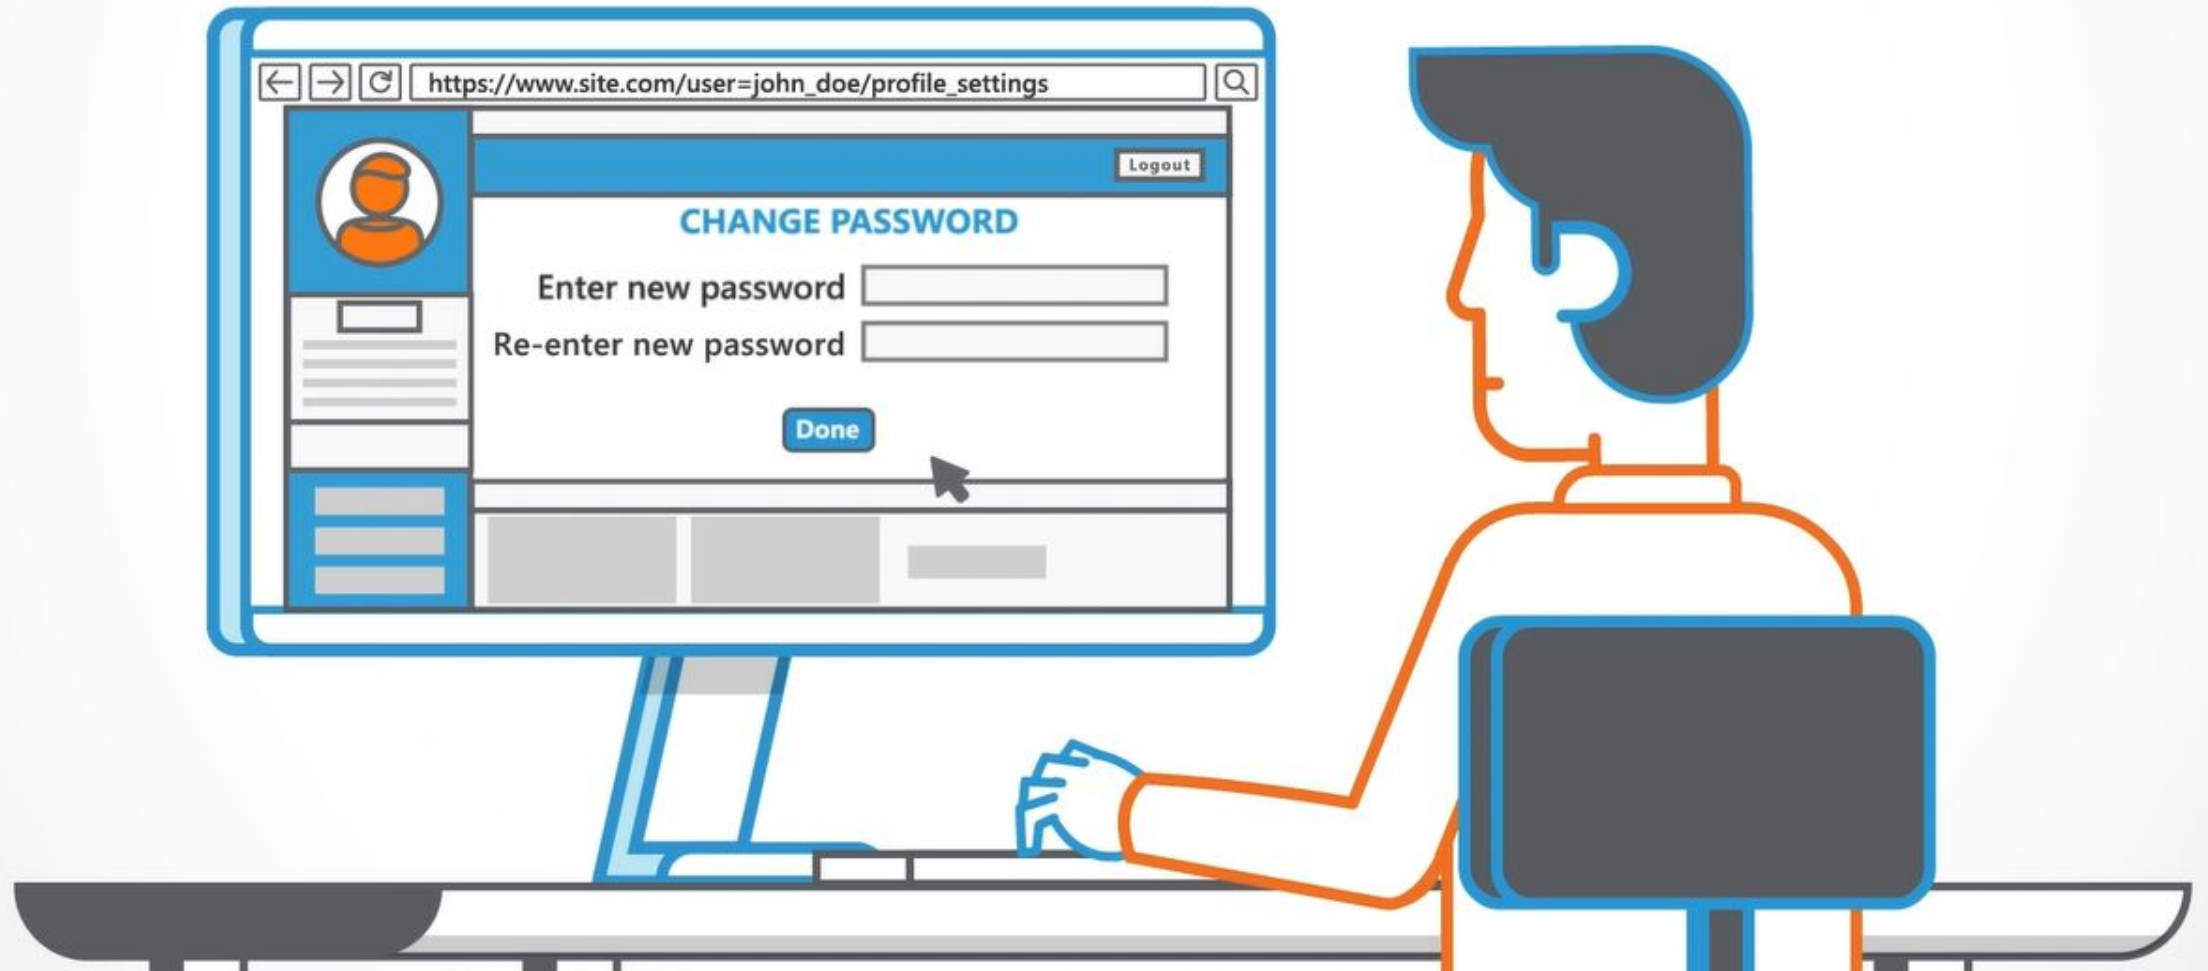 https://www.site.com/user=john_doe/profile_settings
Logout
CHANGE PASSWORD
Enter new password
Re-enter new password
Done